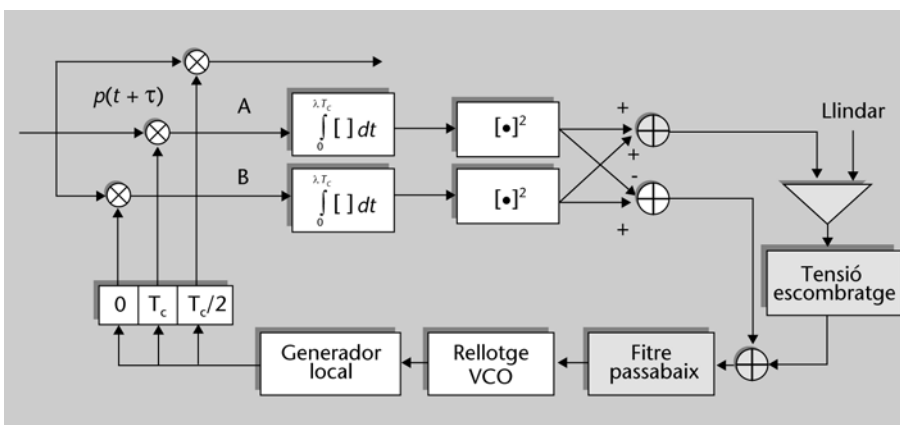 p(t + τ)
A
λT_c
∫[ ] dt
0
[•]²
+
+
-
+
Llindar
B
λT_c
∫[ ] dt
0
[•]²
Tensió
escombratge
0 T_c T_c/2
Generador
local
Rellotge
VCO
Fitre
passabaix